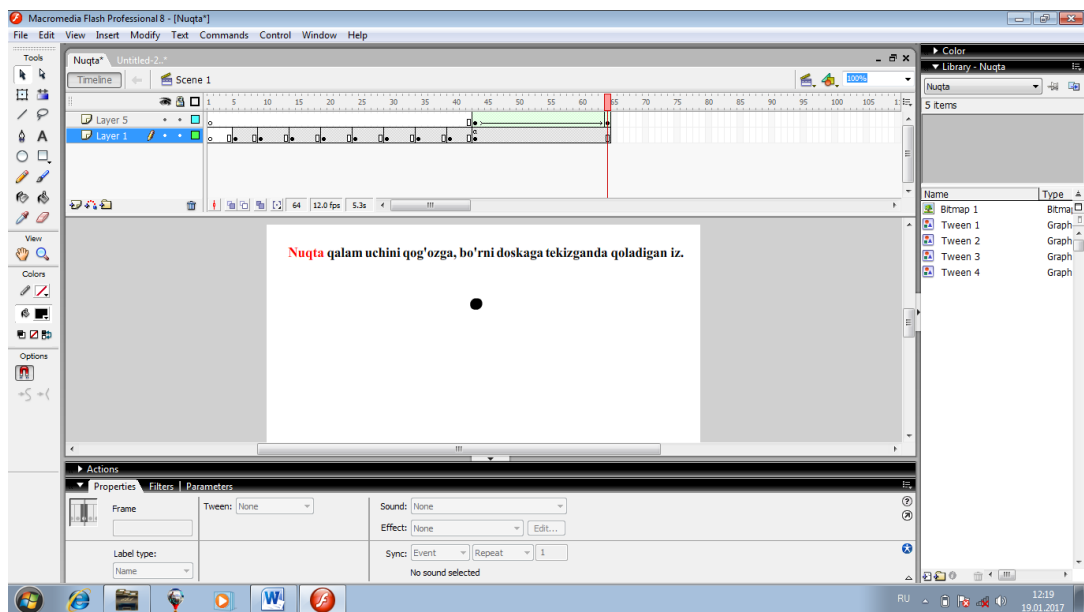 Macromedia Flash Professional 8 - [Nuqta*]
File Edit View Insert Modify Text Commands Control Window Help
Tools
Nuqta* Untitled-2*
Timeline Scene 1 100%
1 5 10 15 20 25 30 35 40 45 50 55 60 65 70 75 80 85 90 95 100 105
Layer 5
Layer 1
64 12.0 fps 5.3s
View
Colors
Options
Nuqta qalam uchini qog'ozga, bo'rni doskaga tekizganda qoladigan iz.
Actions
Properties Filters Parameters
Frame
Tween: None
Sound: None
Effect: None Edit...
Label type:
Name
Sync: Event Repeat 1
No sound selected
Color
Library - Nuqta
Nuqta
5 items
Name Type
Bitmap 1 Bitmap
Tween 1 Graph
Tween 2 Graph
Tween 3 Graph
Tween 4 Graph
RU
12:19
19.01.2017